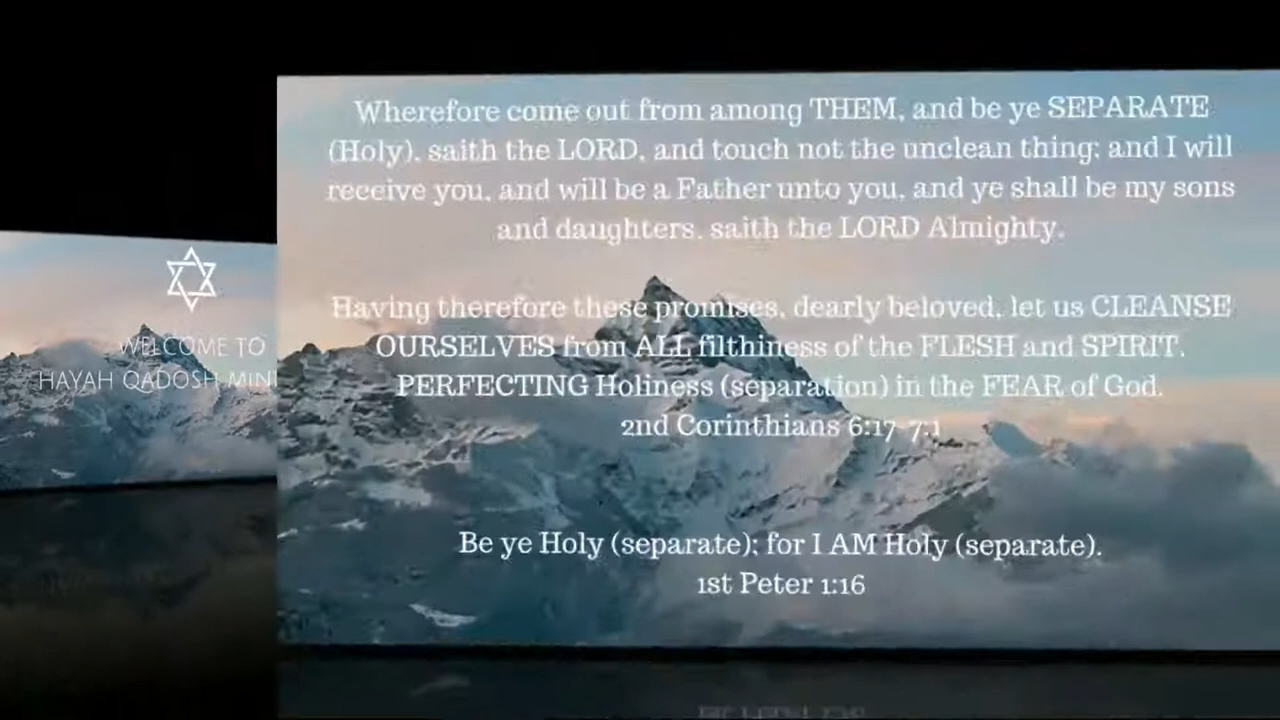 WELCOME TO
HAYAH QADOSH MINI
Wherefore come out from among THEM, and be ye SEPARATE
(Holy), saith the LORD, and touch not the unclean thing; and I will
receive you, and will be a Father unto you, and ye shall be my sons
and daughters, saith the LORD Almighty.
Having therefore these promises, dearly beloved, let us CLEANSE
OURSELVES from ALL filthiness of the FLESH and SPIRIT,
PERFECTING Holiness (separation) in the FEAR of God.
2nd Corinthians 6:17-7:1
Be ye Holy (separate); for I AM Holy (separate).
1st Peter 1:16